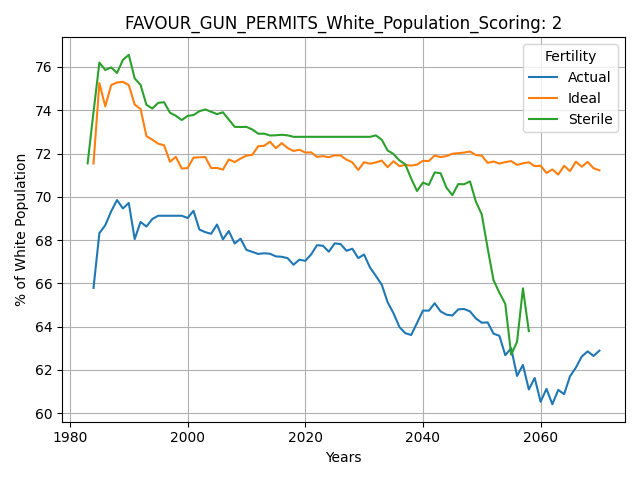 FAVOUR_GUN_PERMITS_White_Population_Scoring: 2
% of White Population
76
74
72
70
68
66
64
62
60
1980
2000
2020
2040
2060
Years
Fertility
Actual
Ideal
Sterile